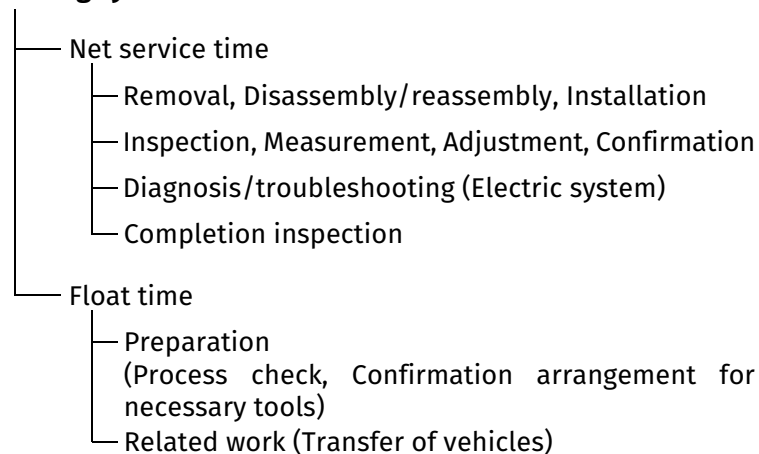 Net service time
Removal, Disassembly/reassembly, Installation
Inspection, Measurement, Adjustment, Confirmation
Diagnosis/troubleshooting (Electric system)
Completion inspection
Float time
Preparation
(Process check, Confirmation arrangement for
necessary tools)
Related work (Transfer of vehicles)